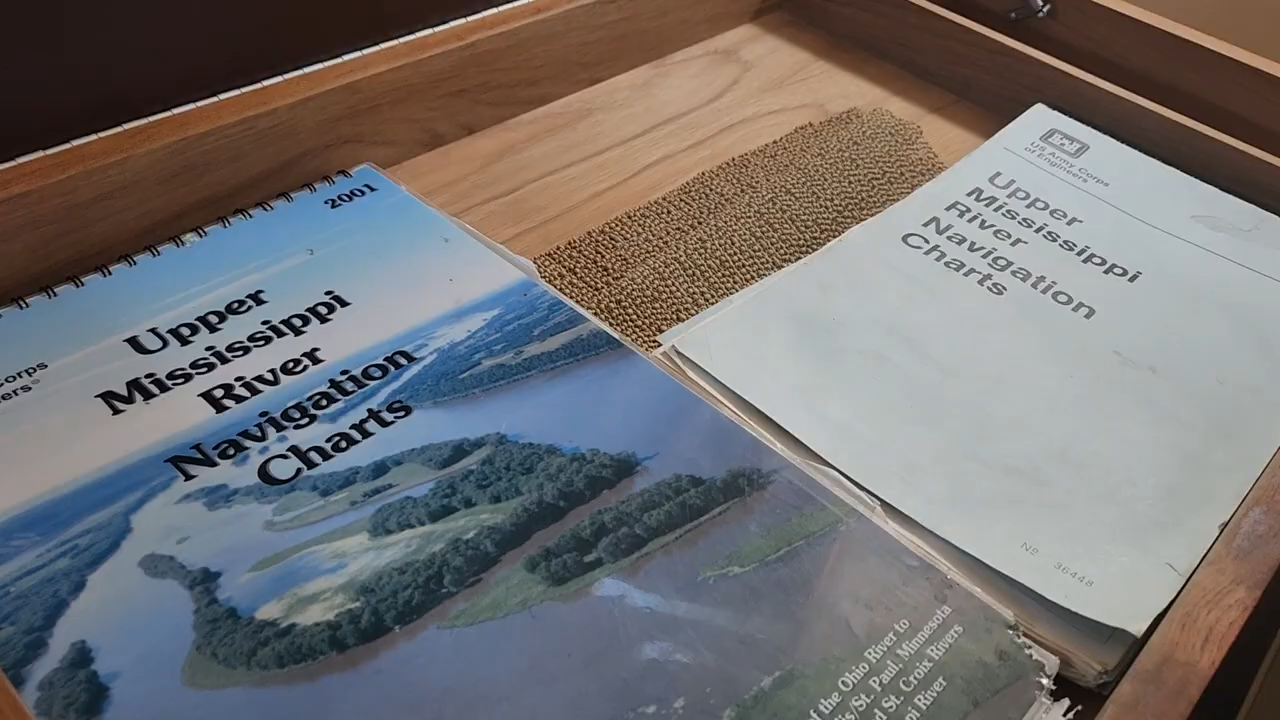 2001
Upper
Mississippi
River
Navigation
Charts
of the Ohio River to
St. Paul, Minnesota
St. Croix Rivers
River
US Army Corps
of Engineers
Upper
Mississippi
River
Navigation
Charts
Nº 36448